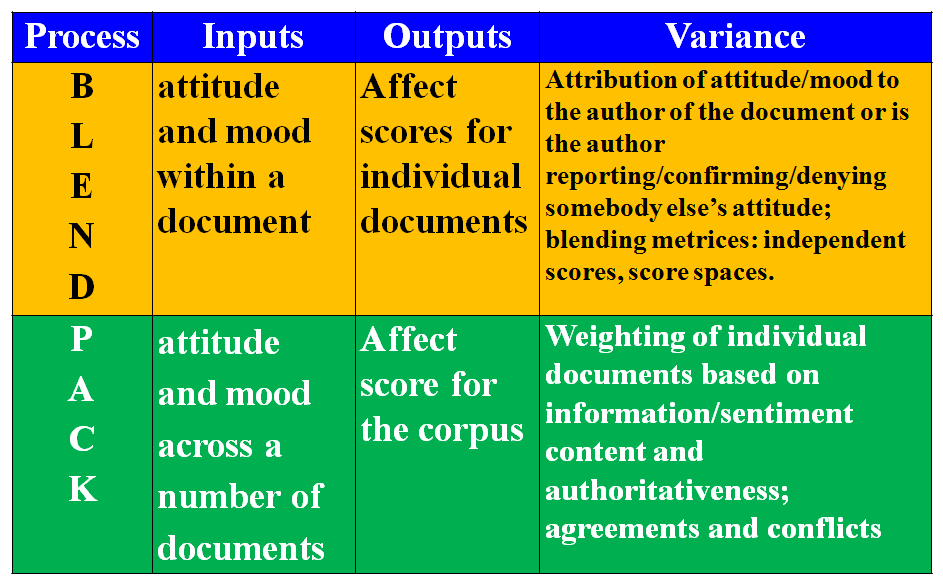 Process Inputs Outputs Variance
B
L
E
N
D
attitude
and mood
within a
document
Affect
scores for
individual
documents
Attribution of attitude/mood to
the author of the document or is
the author
reporting/confirming/denying
somebody else’s attitude;
blending metrices: independent
scores, score spaces.
P
A
C
K
attitude
and mood
across a
number of
documents
Affect
score for
the corpus
Weighting of individual
documents based on
information/sentiment
content and
authoritativeness;
agreements and conflicts